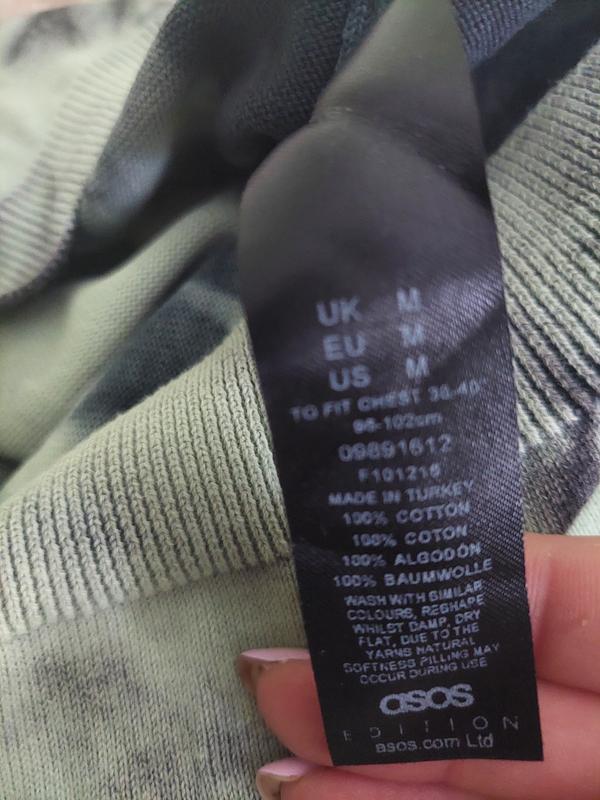 UK M
EU M
US M
TO FIT CHEST 38-40"
96-102cm
09891612
F101216
MADE IN TURKEY
100% COTTON
100% COTON
100% ALGODÓN
100% BAUMWOLLE
WASH WITH SIMILAR
COLOURS, RESHAPE
WHILST DAMP, DRY
FLAT, DUE TO THE
YARNS NATURAL
SOFTNESS PILLING MAY
OCCUR DURING USE
asos
EDITION
asos.com Ltd